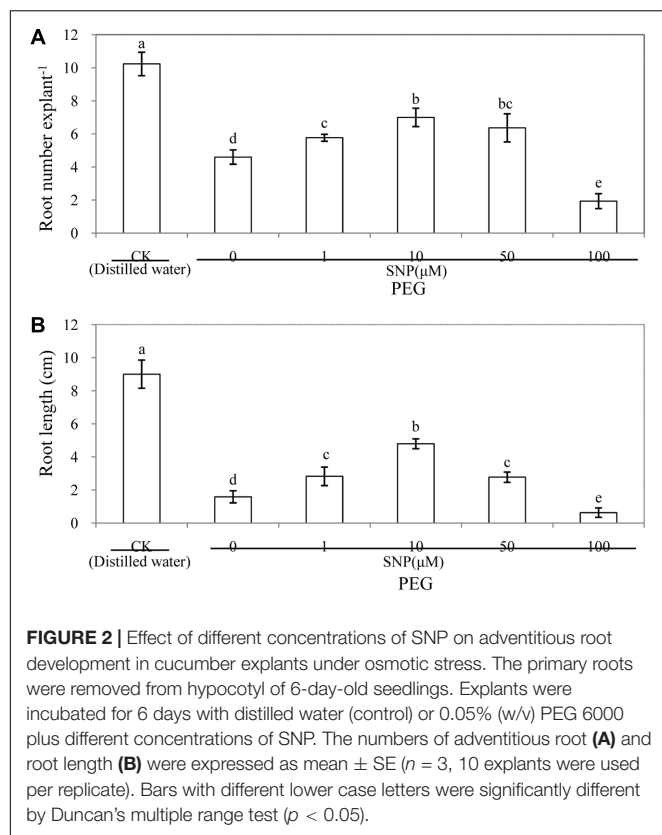 A
12
10
8
6
4
2
0
Root number explant-1
a
d
c
b
bc
e
CK
0
1
10
50
100
(Distilled water)
SNP(μM)
PEG
B
12
10
8
6
4
2
0
Root length (cm)
a
d
c
b
c
e
CK
0
1
10
50
100
(Distilled water)
SNP(μM)
PEG
FIGURE 2 | Effect of different concentrations of SNP on adventitious root
development in cucumber explants under osmotic stress. The primary roots
were removed from hypocotyl of 6-day-old seedlings. Explants were
incubated for 6 days with distilled water (control) or 0.05% (w/v) PEG 6000
plus different concentrations of SNP. The numbers of adventitious root (A) and
root length (B) were expressed as mean ± SE (n = 3, 10 explants were used
per replicate). Bars with different lower case letters were significantly different
by Duncan's multiple range test (p < 0.05).